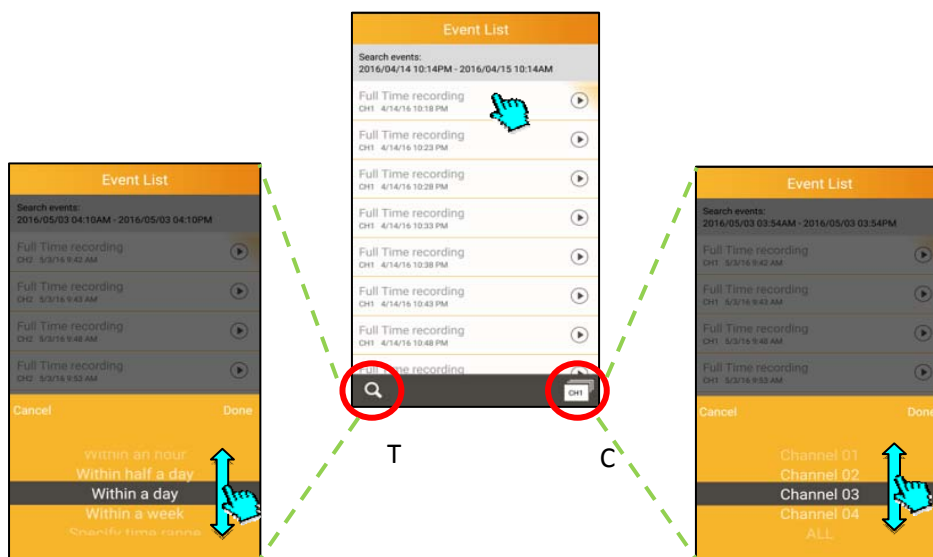 Event List
Search events:
2016/04/14 10:14PM - 2016/04/15 10:14AM
Full Time recording
CH1 4/14/16 10:18 PM
Full Time recording
CH1 4/14/16 10:23 PM
Full Time recording
CH1 4/14/16 10:28 PM
Full Time recording
CH1 4/14/16 10:33 PM
Full Time recording
CH1 4/14/16 10:38 PM
Full Time recording
CH1 4/14/16 10:43 PM
Full Time recording
CH1 4/14/16 10:48 PM
Full Time recording
CH1
T
C
Event List
Search events:
2016/05/03 04:10AM - 2016/05/03 04:10PM
Full Time recording
CH2 5/3/16 9:42 AM
Full Time recording
CH2 5/3/16 9:43 AM
Full Time recording
CH2 5/3/16 9:48 AM
Full Time recording
CH2 5/3/16 9:53 AM
Cancel Done
Within an hour
Within half a day
Within a day
Within a week
Specify time range
Event List
Search events:
2016/05/03 03:54AM - 2016/05/03 03:54PM
Full Time recording
CH1 5/3/16 9:42 AM
Full Time recording
CH1 5/3/16 9:43 AM
Full Time recording
CH1 5/3/16 9:48 AM
Full Time recording
CH1 5/3/16 9:53 AM
Cancel Done
Channel 01
Channel 02
Channel 03
Channel 04
ALL